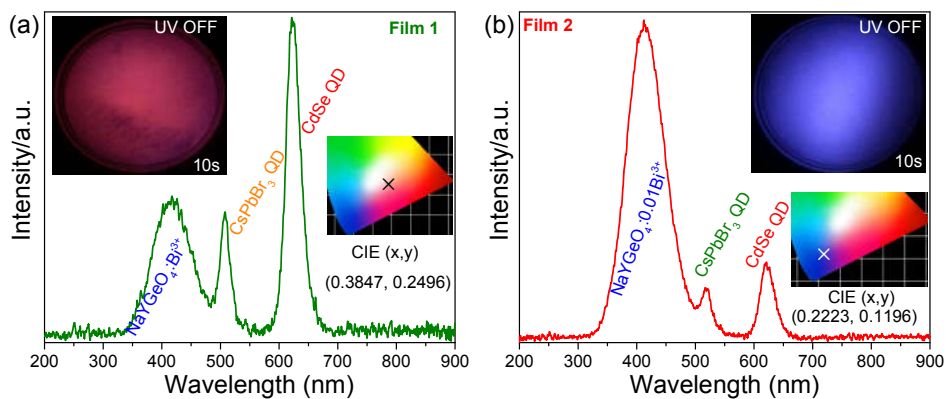 (a)
UV OFF
10s
Film 1
Intensity/a.u.
NaYGeO₄:Bi³⁺
CsPbBr₃ QD
CdSe QD
CIE (x,y)
(0.3847, 0.2496)
200 300 400 500 600 700 800 900
Wavelength (nm)
(b)
Film 2
UV OFF
10s
Intensity/a.u.
NaYGeO₄:0.01Bi³⁺
CsPbBr₃ QD
CdSe QD
CIE (x,y)
(0.2223, 0.1196)
200 300 400 500 600 700 800 900
Wavelength (nm)